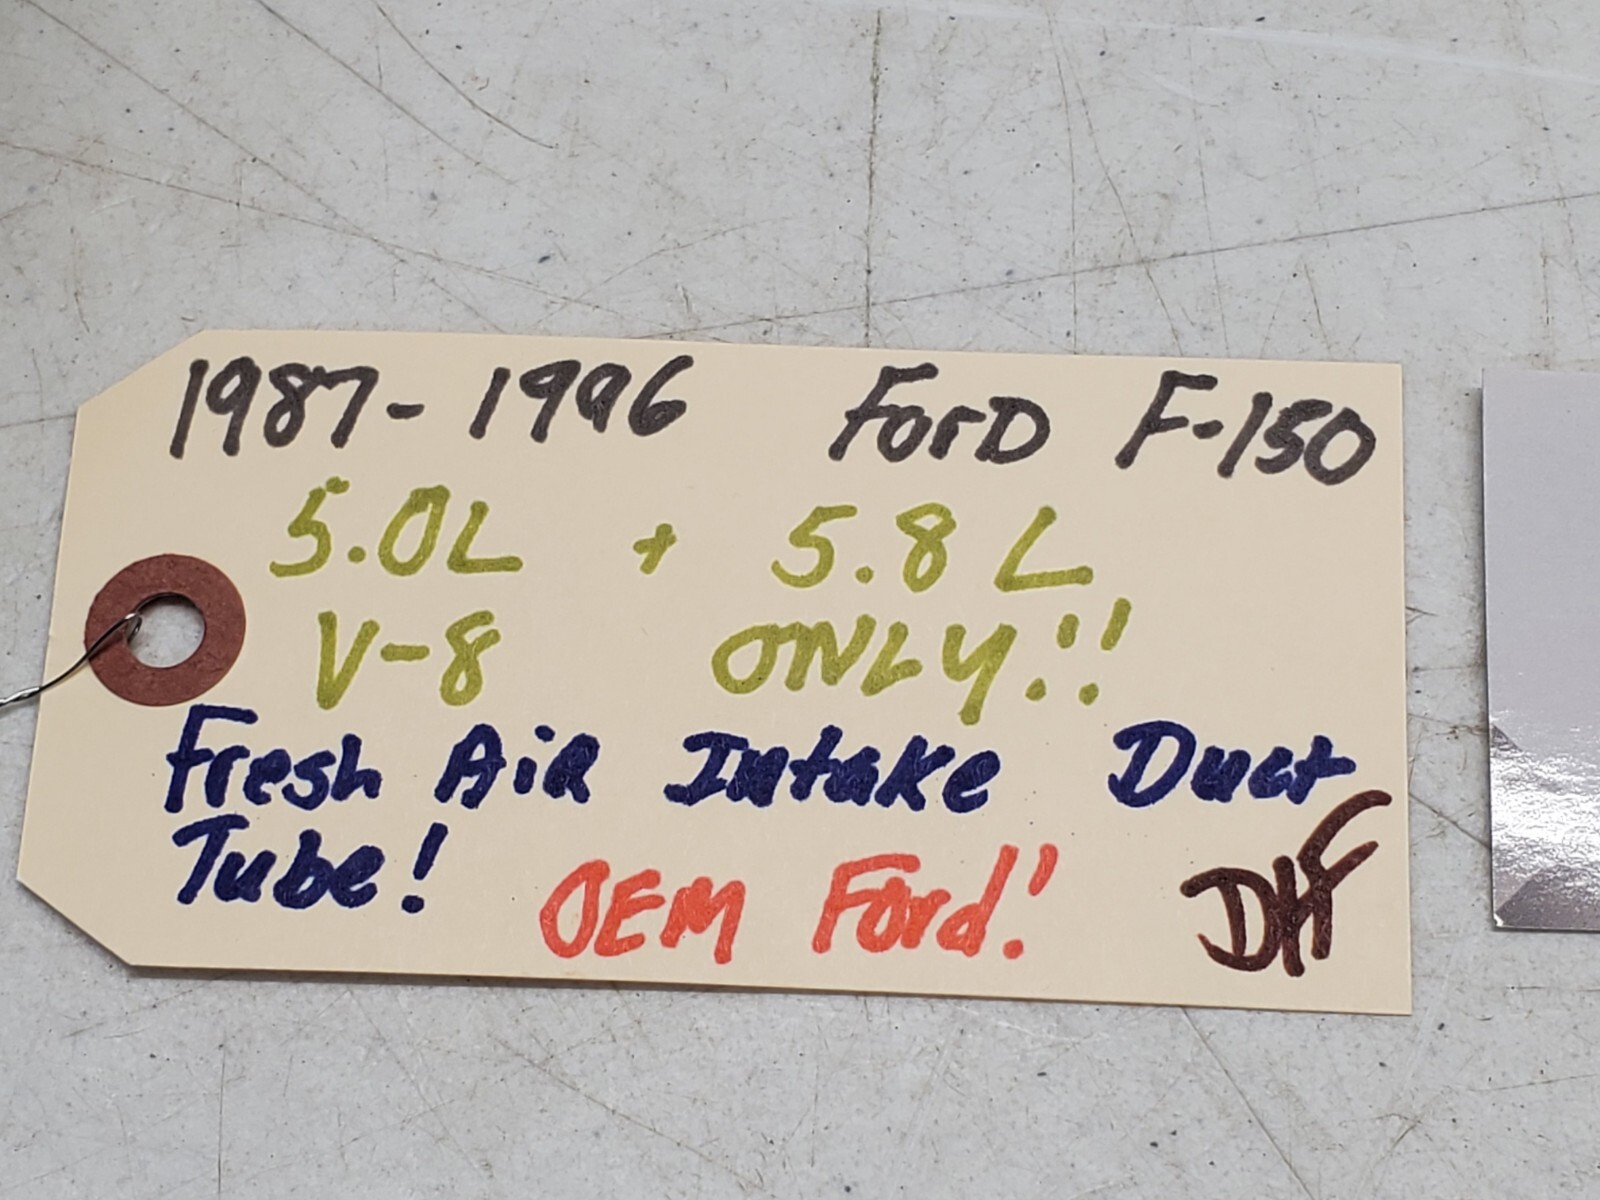 1987-1996 Ford F-150
5.0L + 5.8L
V-8 ONLY!!
Fresh Air Intake Duct
Tube! OEM Ford! DHF